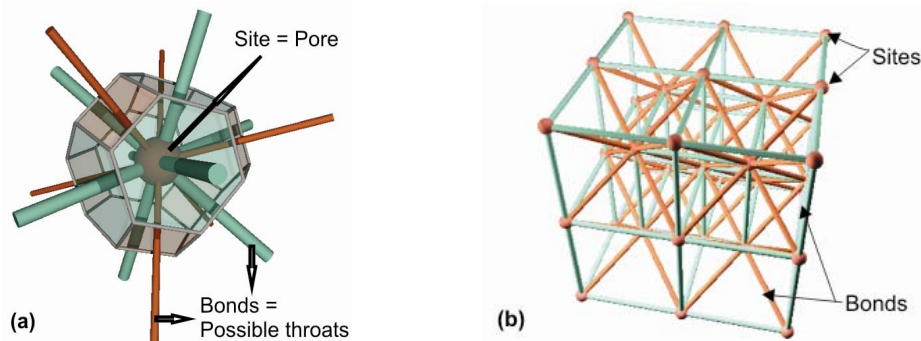 Site = Pore
Bonds =
Possible throats
(a)
Sites
Bonds
(b)